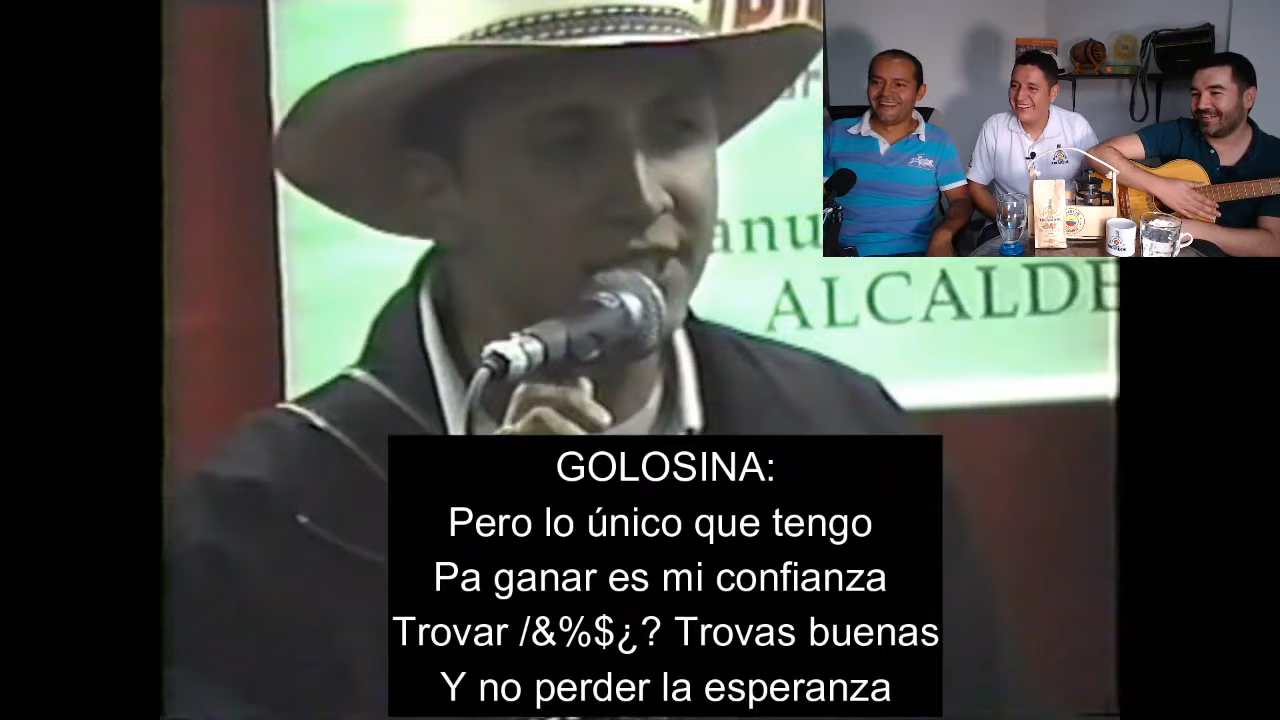 ALCALDE
GOLOSINA:
Pero lo único que tengo
Pa ganar es mi confianza
Trovar /&%$¿? Trovas buenas
Y no perder la esperanza